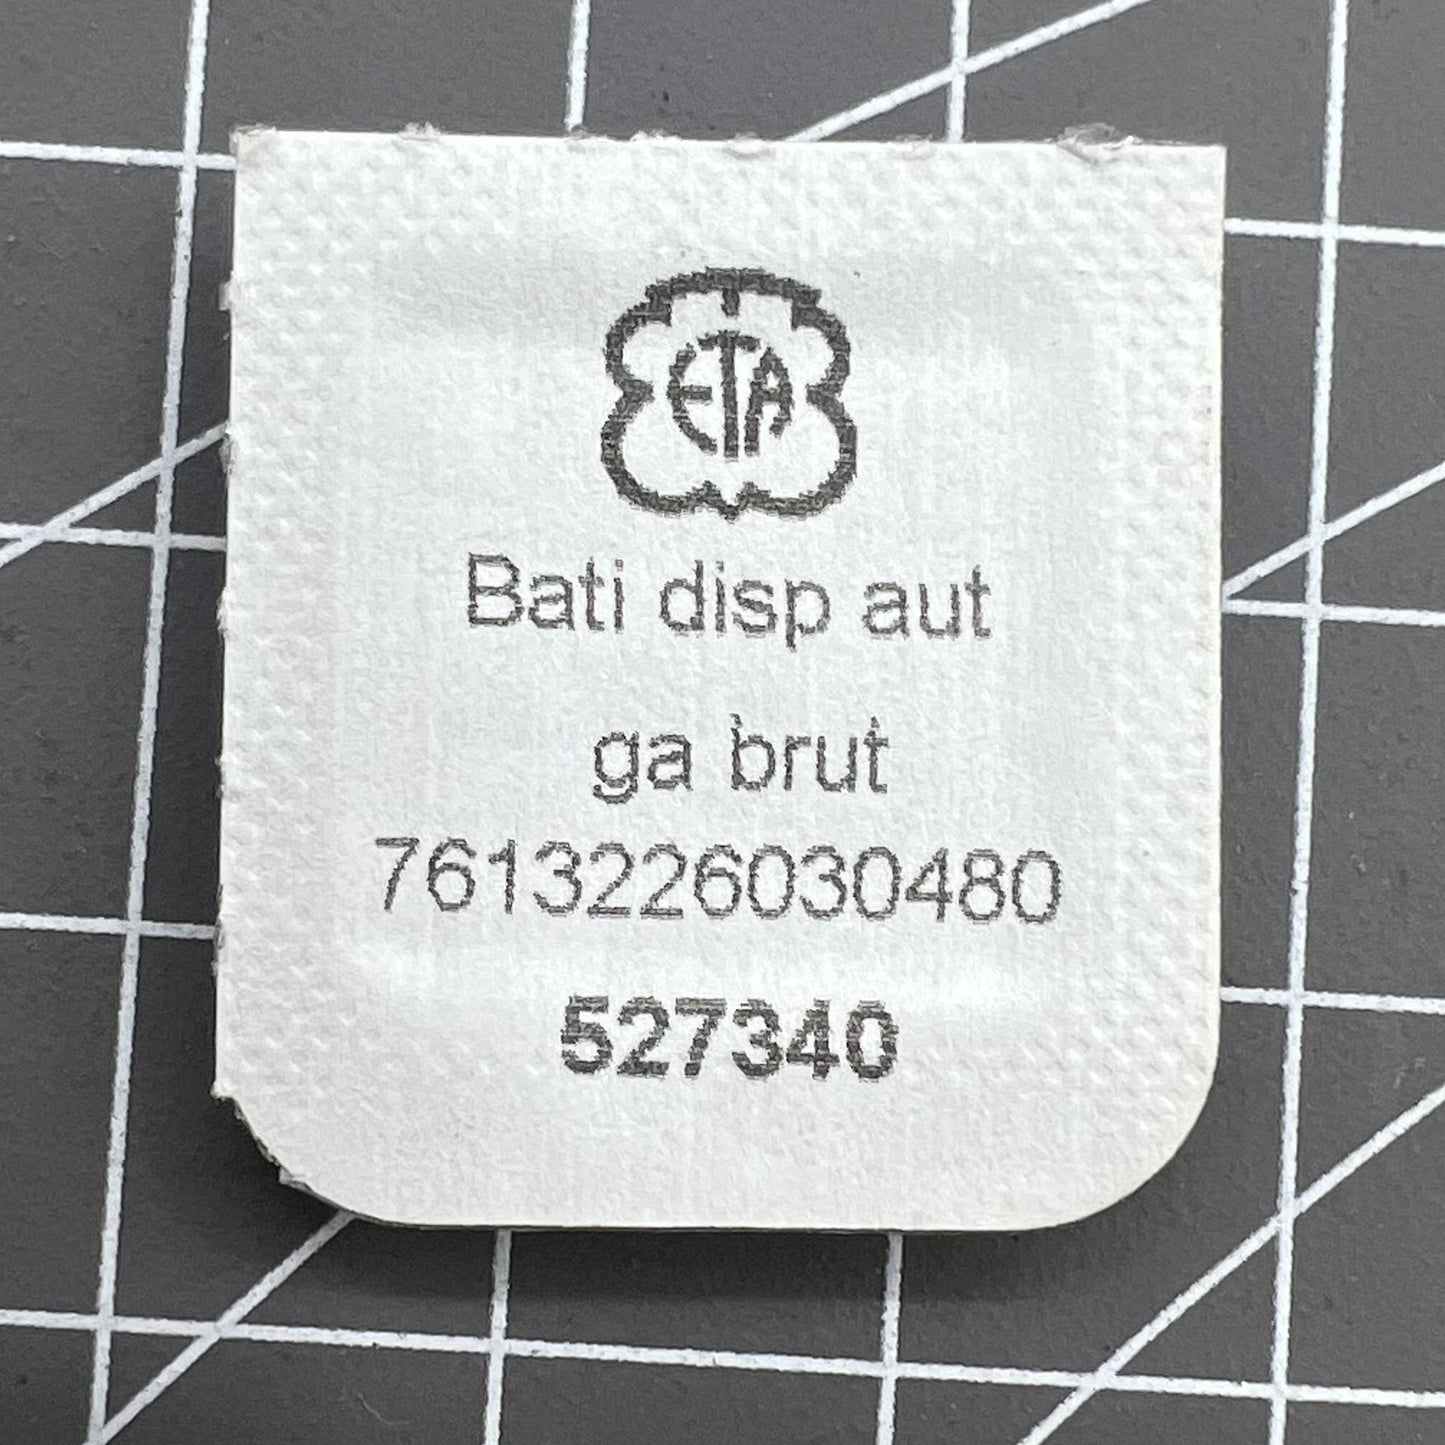 ETA
Bati disp aut
ga brut
7613226030480
527340